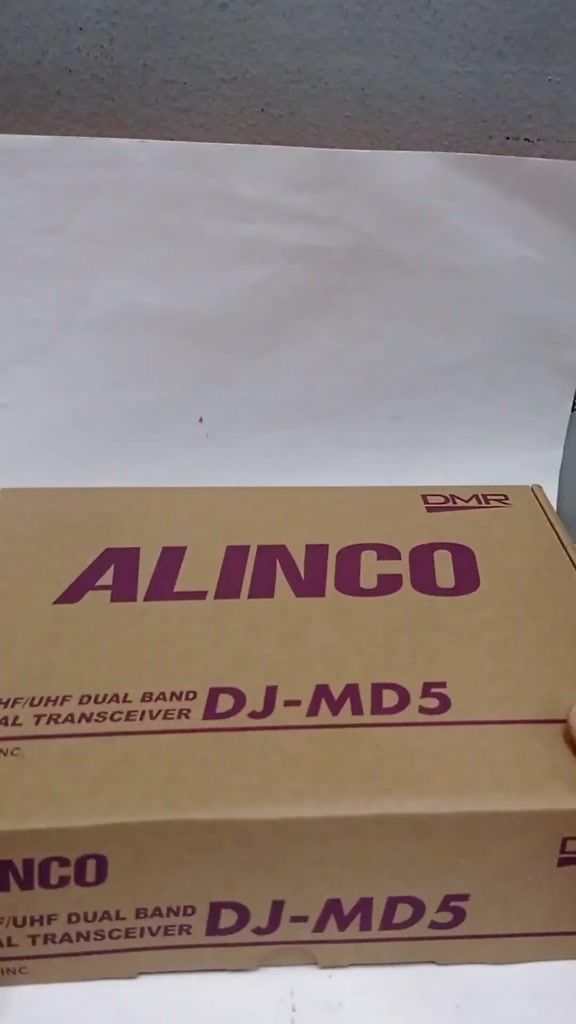 DMR
ALINCO
HF/UHF DUAL BAND
AL TRANSCEIVER DJ-MD5
NC.
NCO
F/UHF DUAL BAND
AL TRANSCEIVER DJ-MD5
INC.